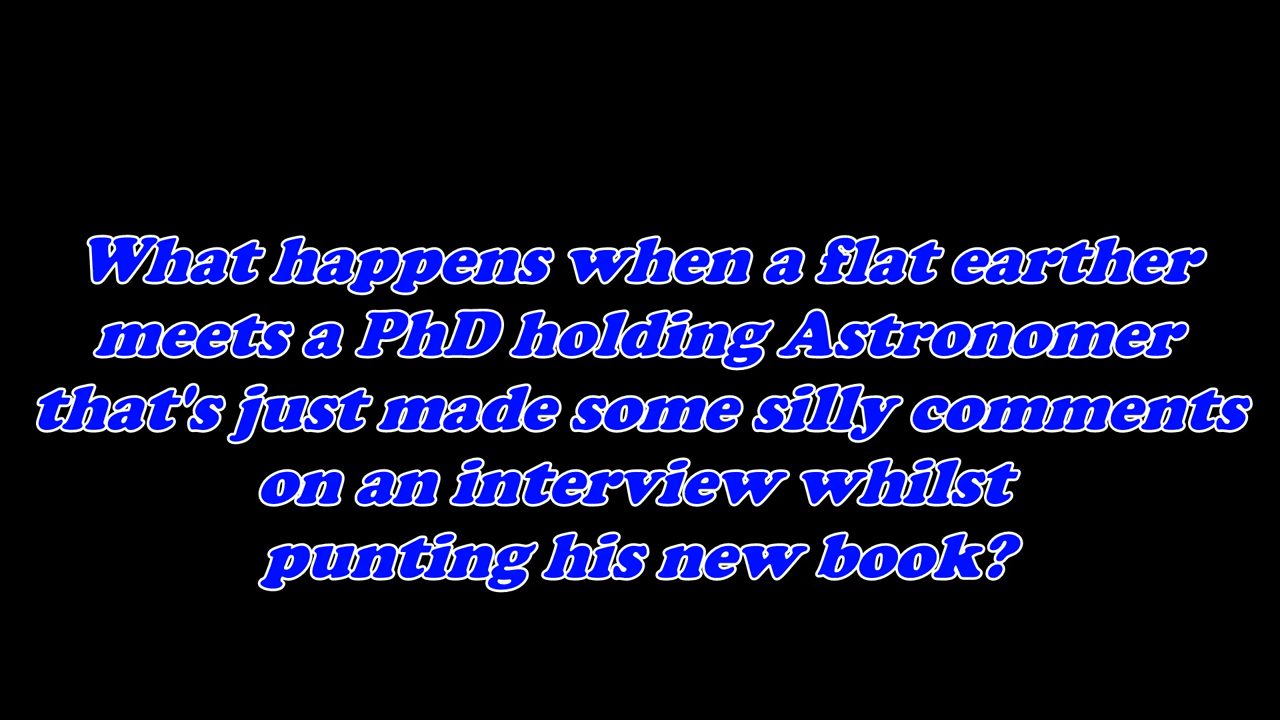 What happens when a flat earther
meets a PhD holding Astronomer
that's just made some silly comments
on an interview whilst
punting his new book?